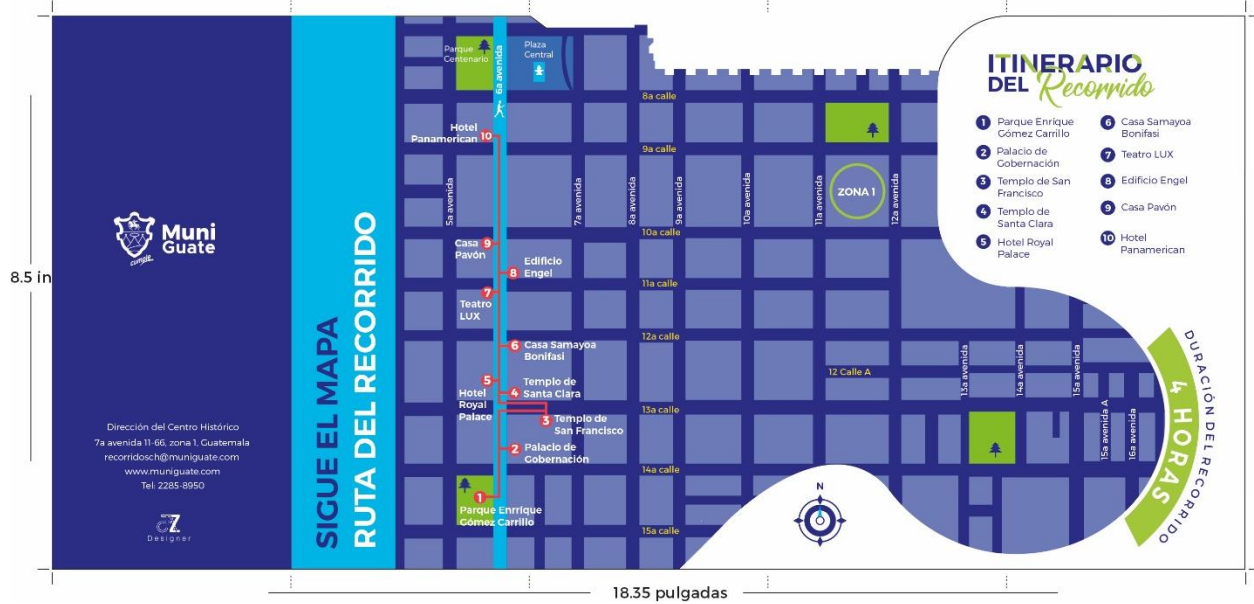 8.5 in
Muni
Guate
cumple
Dirección del Centro Histórico
7a avenida 11-66, zona 1, Guatemala
recorridosch@muniguate.com
www.muniguate.com
Tel: 2285-8950
Designer
SIGUE EL MAPA
RUTA DEL RECORRIDO
Parque
Centenario
6a avenida
Plaza
Central
8a calle
Hotel
Panamerican 10
9a calle
5a avenida
7a avenida
8a avenida
9a avenida
10a avenida
11a avenida
12a avenida
ZONA 1
10a calle
Casa
Pavón 9
8 Edificio
Engel
11a calle
7
Teatro
LUX
12a calle
6 Casa Samayoa
Bonifasi
12 Calle A
5
Hotel
Royal
Palace
4 Templo de
Santa Clara
13a calle
3 Templo de
San Francisco
2 Palacio de
Gobernación
14a calle
1
Parque Enrrique
Gómez Carrillo
15a calle
13a avenida
14a avenida
15a avenida
15a avenida A
16a avenida
N
ITINERARIO
DEL Recorrido
1 Parque Enríque
Gómez Carrillo
2 Palacio de
Gobernación
3 Templo de San
Francisco
4 Templo de
Santa Clara
5 Hotel Royal
Palace
6 Casa Samayoa
Bonifasi
7 Teatro LUX
8 Edificio Engel
9 Casa Pavón
10 Hotel
Panamerican
DURACIÓN DEL RECORRIDO
4 HORAS
18.35 pulgadas